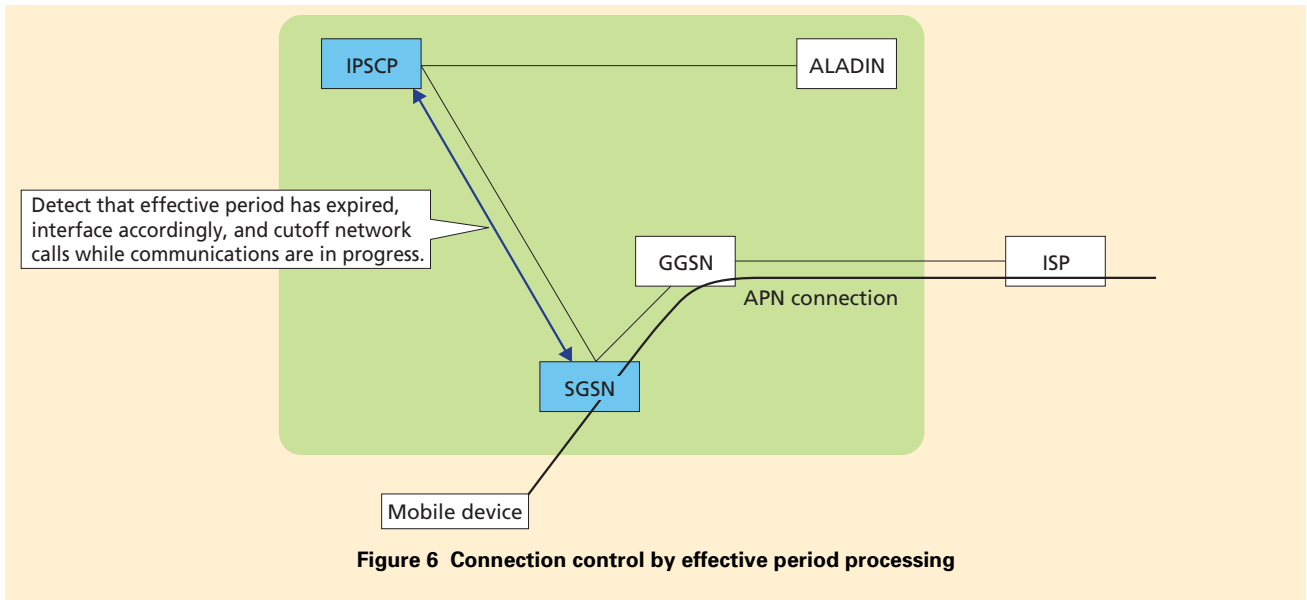 IPSCP
ALADIN
Detect that effective period has expired,
interface accordingly, and cutoff network
calls while communications are in progress.
GGSN
ISP
APN connection
SGSN
Mobile device
Figure 6 Connection control by effective period processing